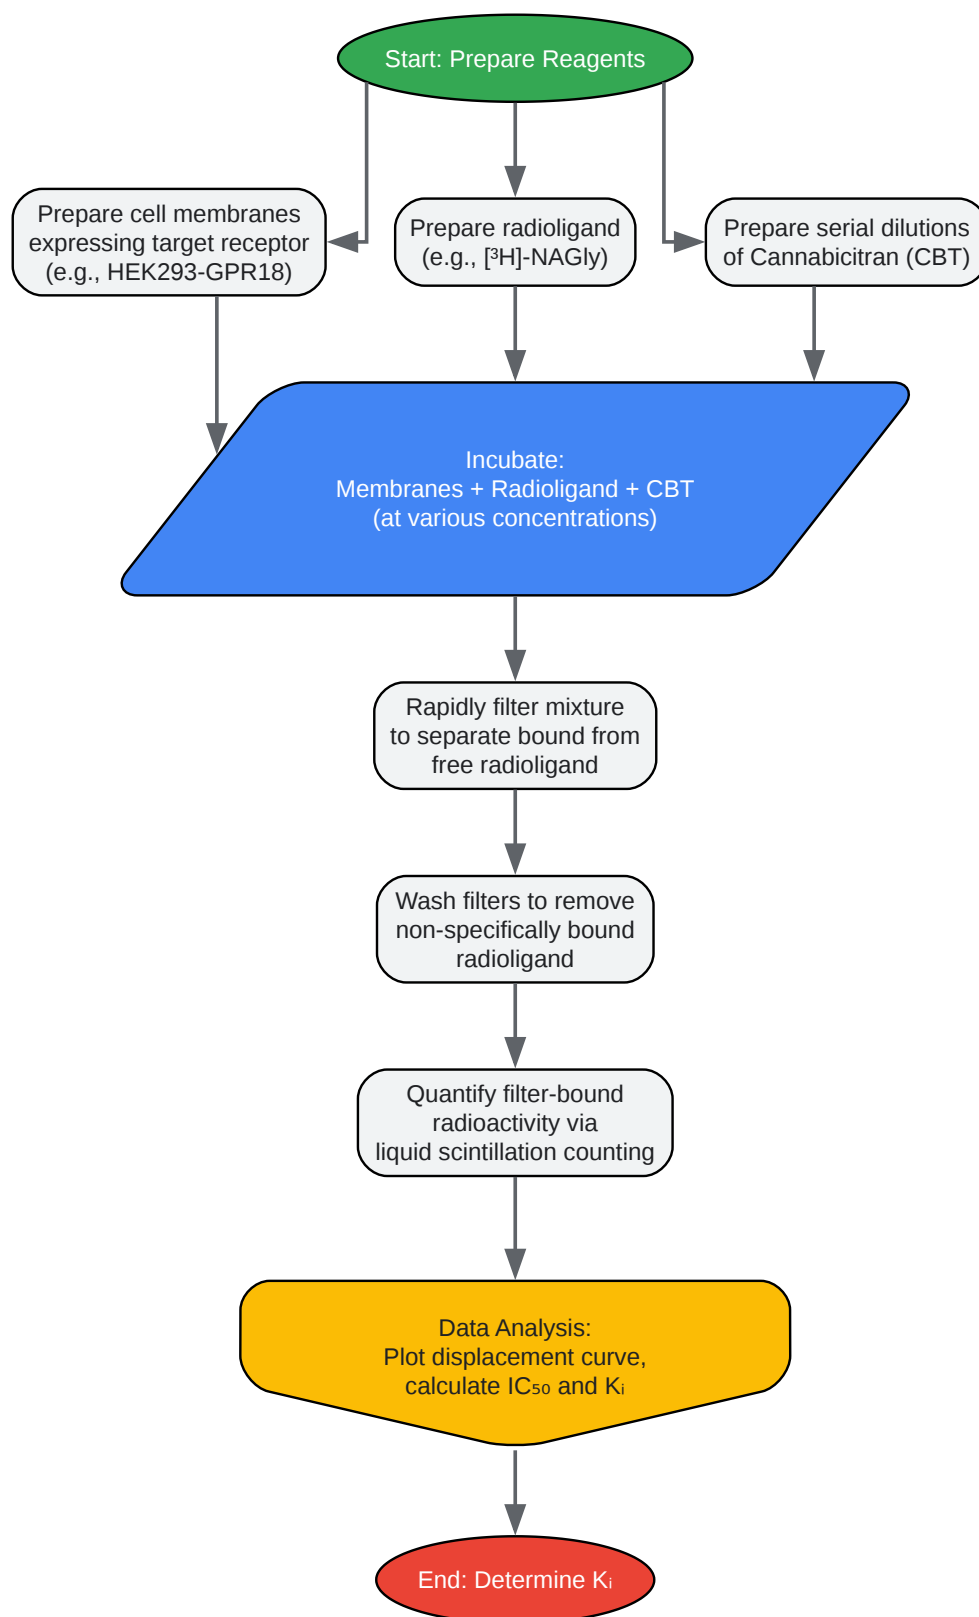 Start: Prepare Reagents
Prepare cell membranes
expressing target receptor
(e.g., HEK293-GPR18)
Prepare radioligand
(e.g., [³H]-NAGly)
Prepare serial dilutions
of Cannabicitran (CBT)
Incubate:
Membranes + Radioligand + CBT
(at various concentrations)
Rapidly filter mixture
to separate bound from
free radioligand
Wash filters to remove
non-specifically bound
radioligand
Quantify filter-bound
radioactivity via
liquid scintillation counting
Data Analysis:
Plot displacement curve,
calculate IC₅₀ and Kᵢ
End: Determine Kᵢ